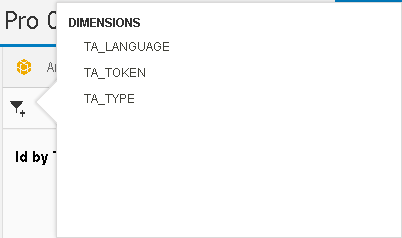 Pro
DIMENSIONS
TA_LANGUAGE
TA_TOKEN
TA_TYPE
Id by